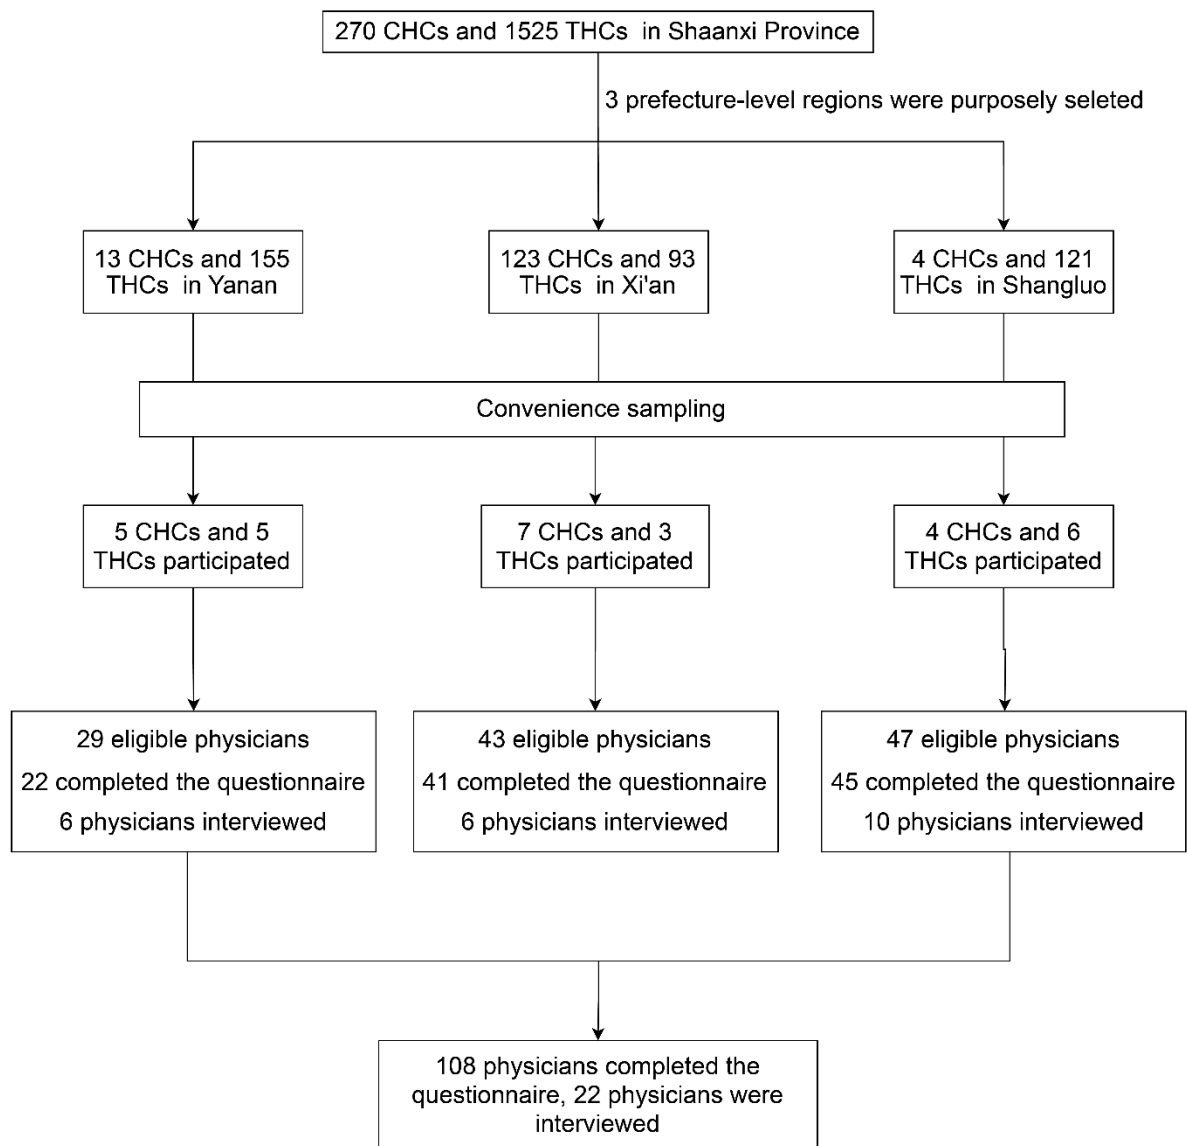 270 CHCs and 1525 THCs in Shaanxi Province
3 prefecture-level regions were purposely seleted
13 CHCs and 155
THCs in Yanan
123 CHCs and 93
THCs in Xi'an
4 CHCs and 121
THCs in Shangluo
Convenience sampling
5 CHCs and 5
THCs participated
7 CHCs and 3
THCs participated
4 CHCs and 6
THCs participated
29 eligible physicians
22 completed the questionnaire
6 physicians interviewed
43 eligible physicians
41 completed the questionnaire
6 physicians interviewed
47 eligible physicians
45 completed the questionnaire
10 physicians interviewed
108 physicians completed the
questionnaire, 22 physicians were
interviewed